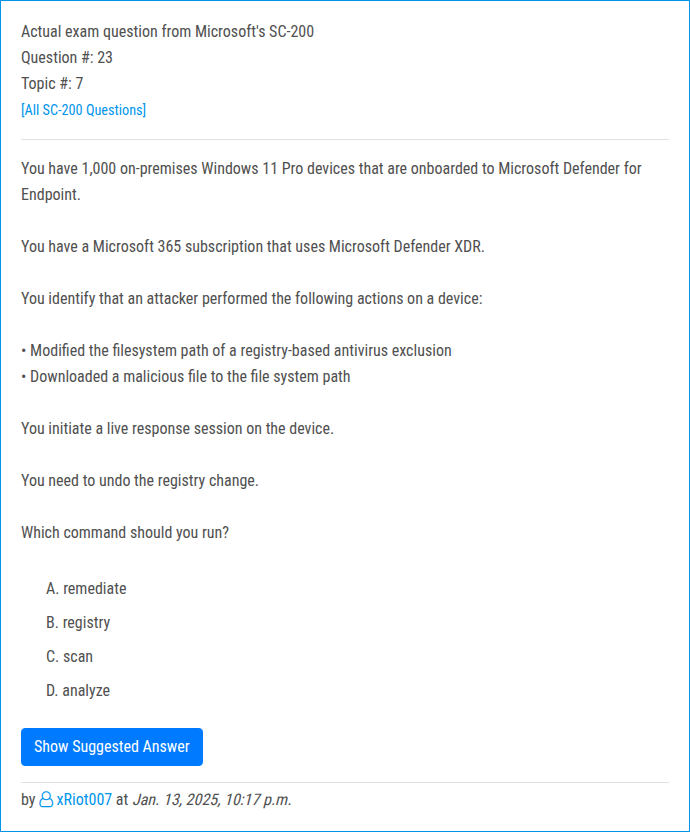 Actual exam question from Microsoft's SC-200
Question #: 23
Topic #: 7
[All SC-200 Questions]
You have 1,000 on-premises Windows 11 Pro devices that are onboarded to Microsoft Defender for
Endpoint.
You have a Microsoft 365 subscription that uses Microsoft Defender XDR.
You identify that an attacker performed the following actions on a device:
• Modified the filesystem path of a registry-based antivirus exclusion
• Downloaded a malicious file to the file system path
You initiate a live response session on the device.
You need to undo the registry change.
Which command should you run?
A. remediate
B. registry
C. scan
D. analyze
Show Suggested Answer
by xRiot007 at Jan. 13, 2025, 10:17 p.m.